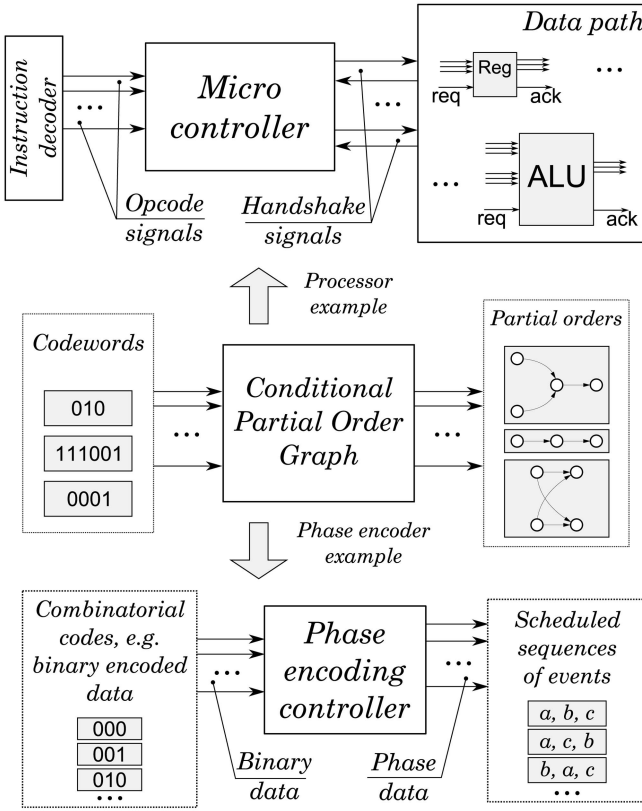 Instruction
decoder
Micro
controller
Data path
Reg
req
ack
ALU
req
ack
Opcode
signals
Handshake
signals
Processor
example
Codewords
010
111001
0001
Conditional
Partial Order
Graph
Partial orders
Phase encoder
example
Combinatorial
codes, e.g.
binary encoded
data
000
001
010
Phase
encoding
controller
Scheduled
sequences
of events
a, b, c
a, c, b
b, a, c
Binary
data
Phase
data